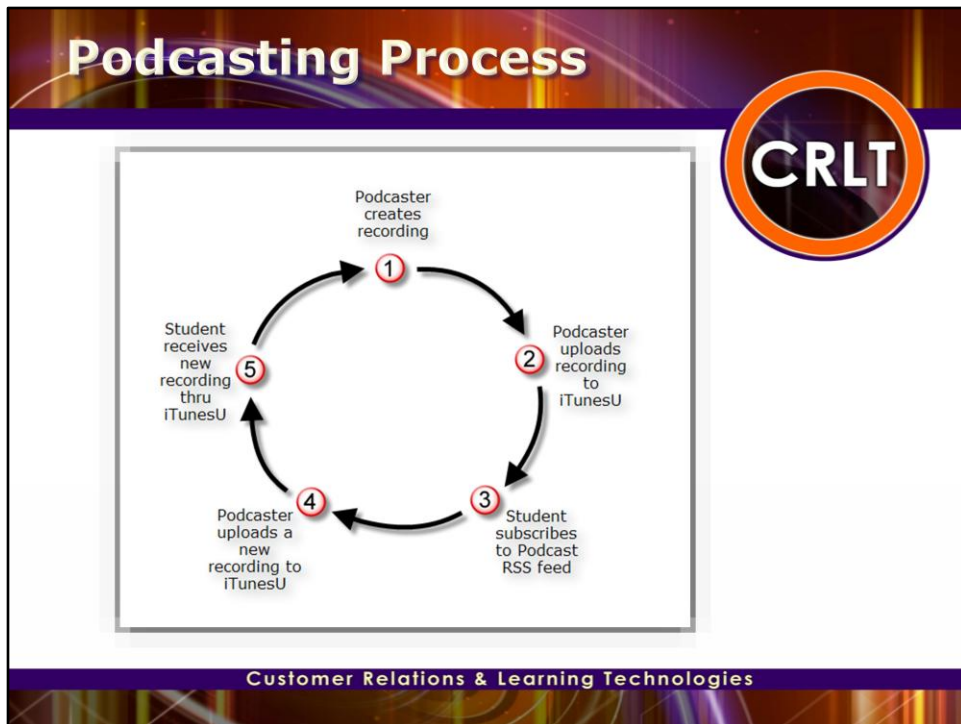 Podcasting Process
CRLT
Podcaster
creates
recording
1
Podcaster
uploads
recording
to
iTunesU
2
3
Student
subscribes
to Podcast
RSS feed
4
Podcaster
uploads a
new
recording to
iTunesU
Student
receives
new
recording
thru
iTunesU
5
Customer Relations & Learning Technologies